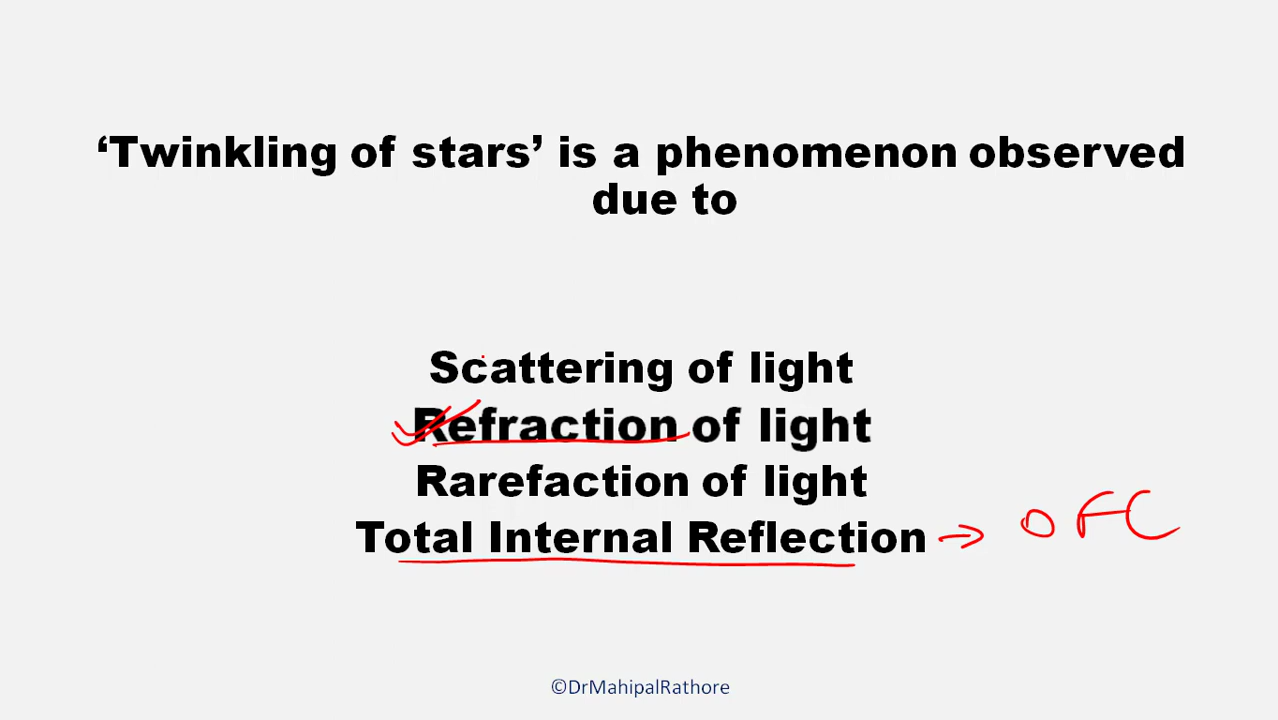 ‘Twinkling of stars’ is a phenomenon observed
due to
Scattering of light
Refraction of light
Rarefaction of light
Total Internal Reflection → OFC
©DrMahipalRathore